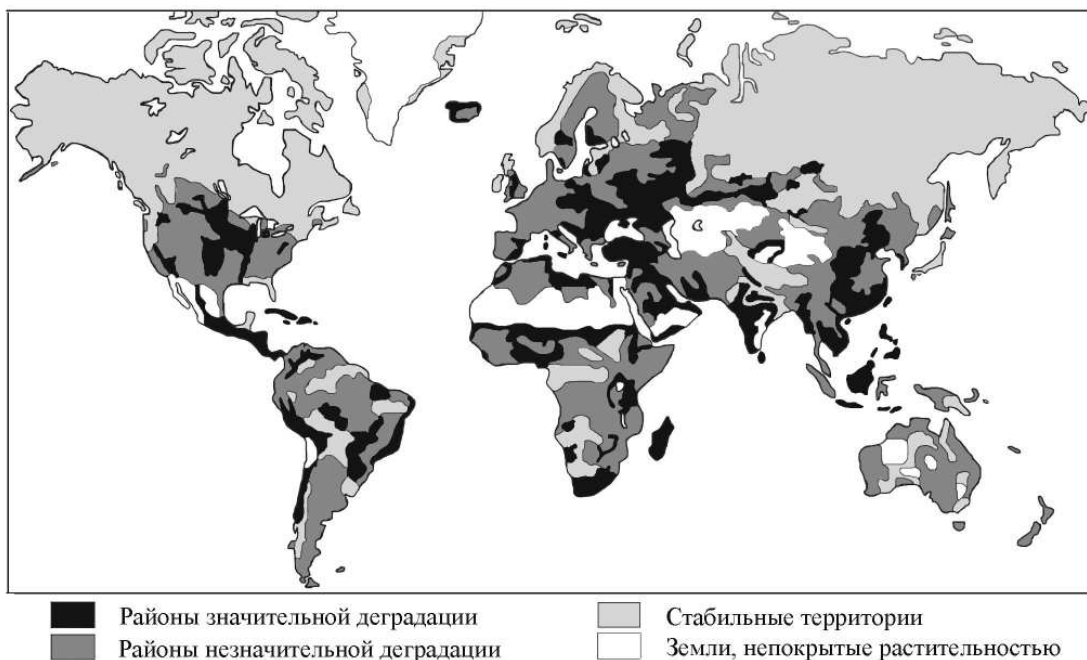 Районы значительной деградации
Районы незначительной деградации
Стабильные территории
Земли, непокрытые растительностью